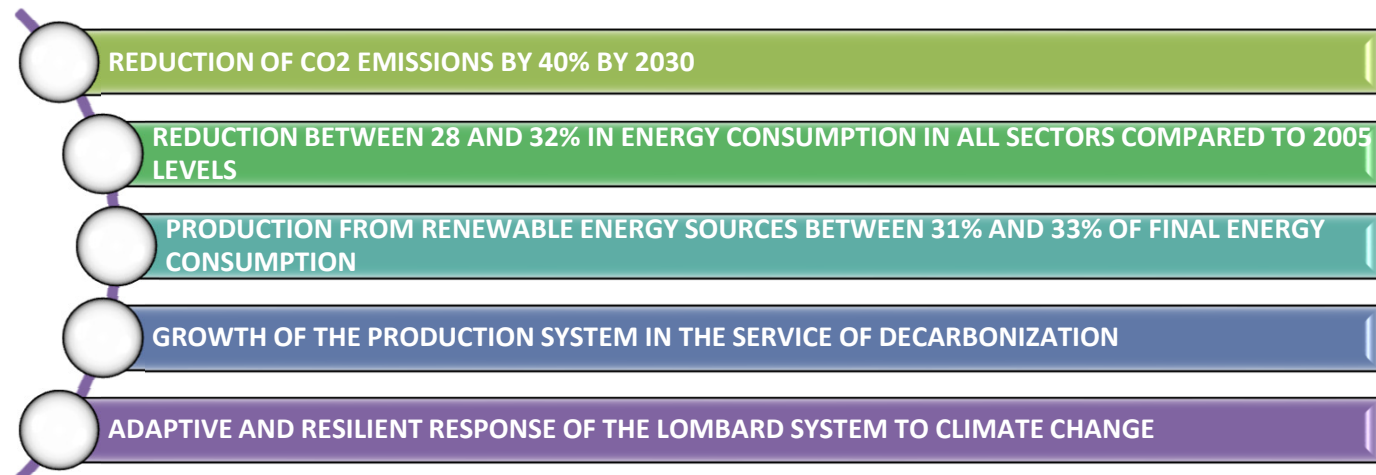 REDUCTION OF CO2 EMISSIONS BY 40% BY 2030
REDUCTION BETWEEN 28 AND 32% IN ENERGY CONSUMPTION IN ALL SECTORS COMPARED TO 2005
LEVELS
PRODUCTION FROM RENEWABLE ENERGY SOURCES BETWEEN 31% AND 33% OF FINAL ENERGY
CONSUMPTION
GROWTH OF THE PRODUCTION SYSTEM IN THE SERVICE OF DECARBONIZATION
ADAPTIVE AND RESILIENT RESPONSE OF THE LOMBARD SYSTEM TO CLIMATE CHANGE